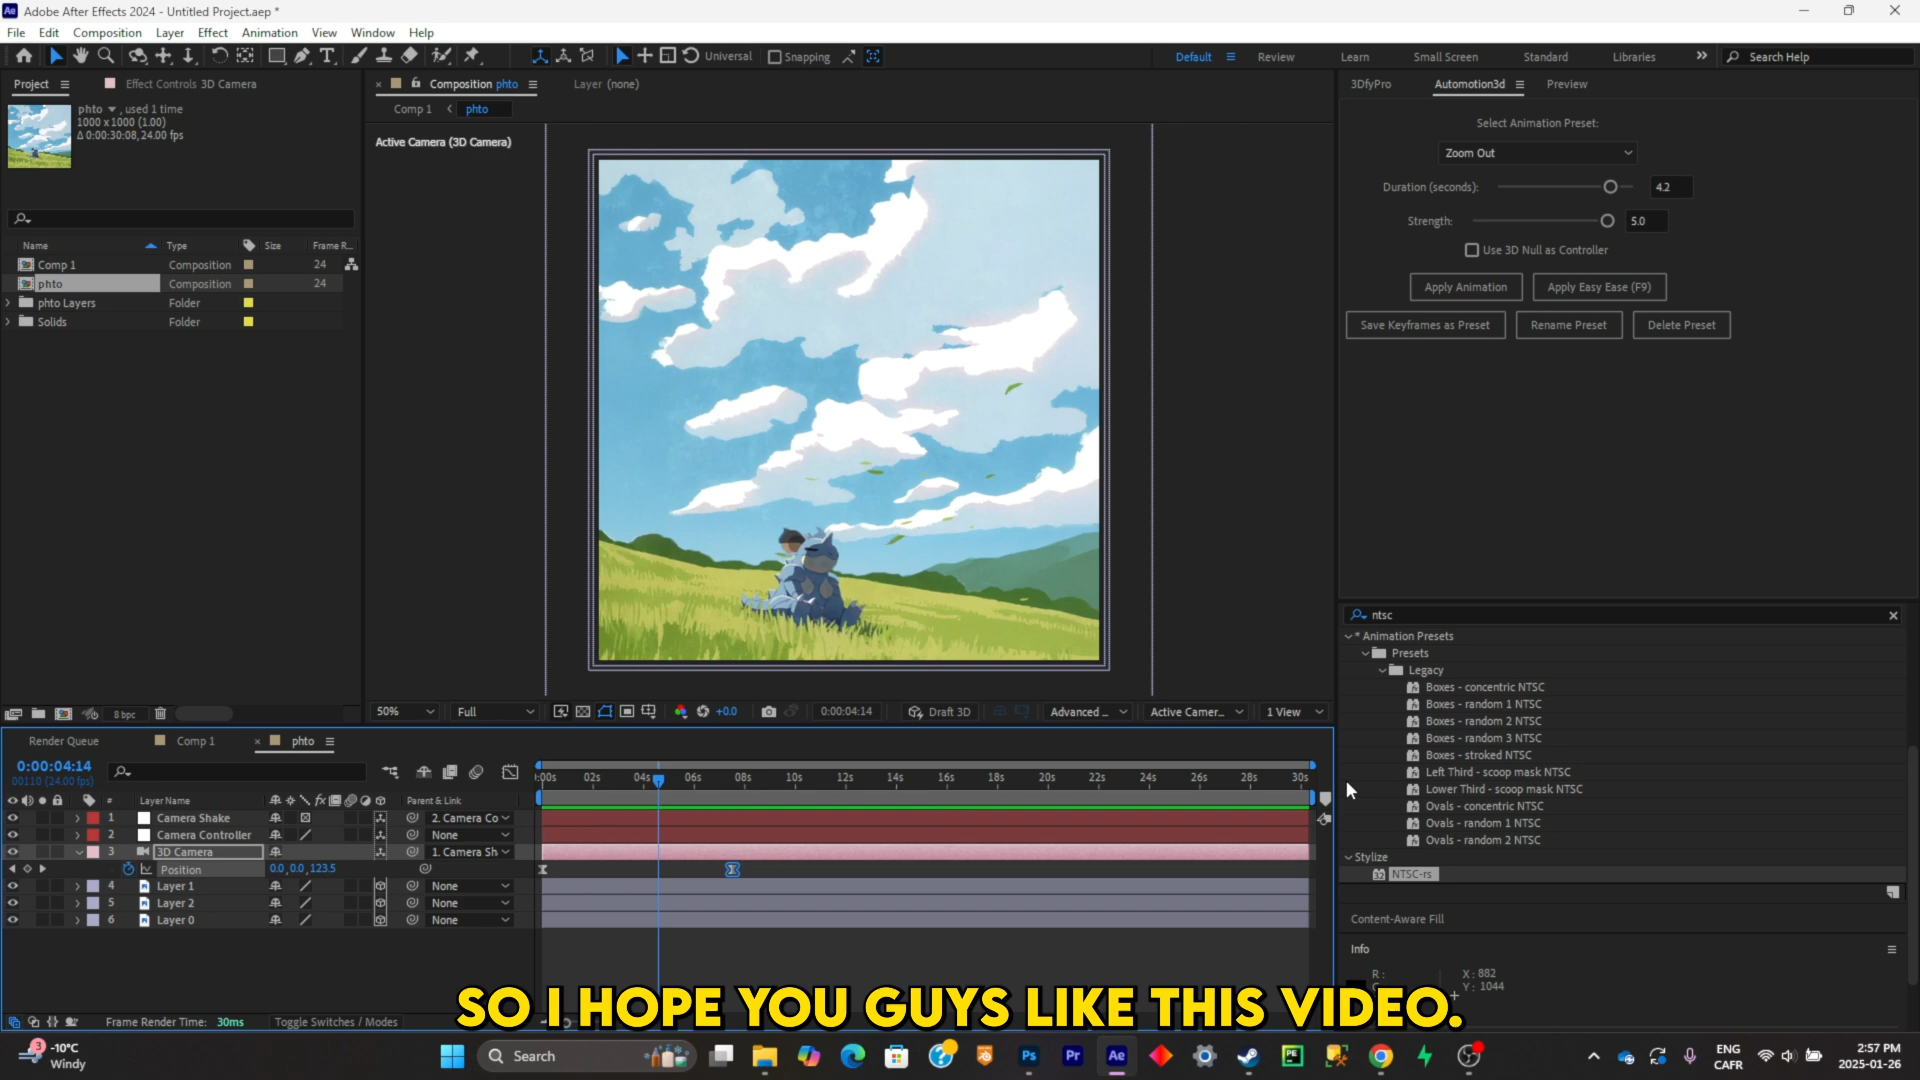 Adobe After Effects 2024 - Untitled Project.aep *
File Edit Composition Layer Effect Animation View Window Help
Universal Snapping Default Review Learn Small Screen Standard Libraries Search Help
Project
Effect Controls 3D Camera
phto , used 1 time
1000 x 1000 (1.00)
Δ 0:00:30:08, 24.00 fps
Name Type Size Frame R...
Comp 1 Composition 24
phto Composition 24
phto Layers Folder
Solids Folder
8 bpc
Composition phto
Layer (none)
Comp 1 phto
Active Camera (3D Camera)
50% Full +0.0 0:00:04:14 Draft 3D Advanced ... Active Camer... 1 View
3DfyPro Automotion3d Preview
Select Animation Preset:
Zoom Out
Duration (seconds): 4.2
Strength: 5.0
Use 3D Null as Controller
Apply Animation Apply Easy Ease (F9)
Save Keyframes as Preset Rename Preset Delete Preset
ntsc
* Animation Presets
Presets
Legacy
Boxes - concentric NTSC
Boxes - random 1 NTSC
Boxes - random 2 NTSC
Boxes - random 3 NTSC
Boxes - stroked NTSC
Left Third - scoop mask NTSC
Lower Third - scoop mask NTSC
Ovals - concentric NTSC
Ovals - random 1 NTSC
Ovals - random 2 NTSC
Stylize
32 NTSC-rs
Content-Aware Fill
Info
R : X : 882
Y : 1044
Render Queue Comp 1 phto
0:00:04:14
00110 (24.00 fps)
:00s 02s 04s 06s 08s 10s 12s 14s 16s 18s 20s 22s 24s 26s 28s 30s
# Layer Name fx Parent & Link
1 Camera Shake 2. Camera Co
2 Camera Controller None
3 3D Camera 1. Camera Sh
Position 0.0,0.0,123.5
4 Layer 1 None
5 Layer 2 None
6 Layer 0 None
Frame Render Time: 30ms Toggle Switches / Modes
SO I HOPE YOU GUYS LIKE THIS VIDEO.
3 -10°C
Windy
Search
Ps Pr Ae PE
ENG
CAFR
2:57 PM
2025-01-26